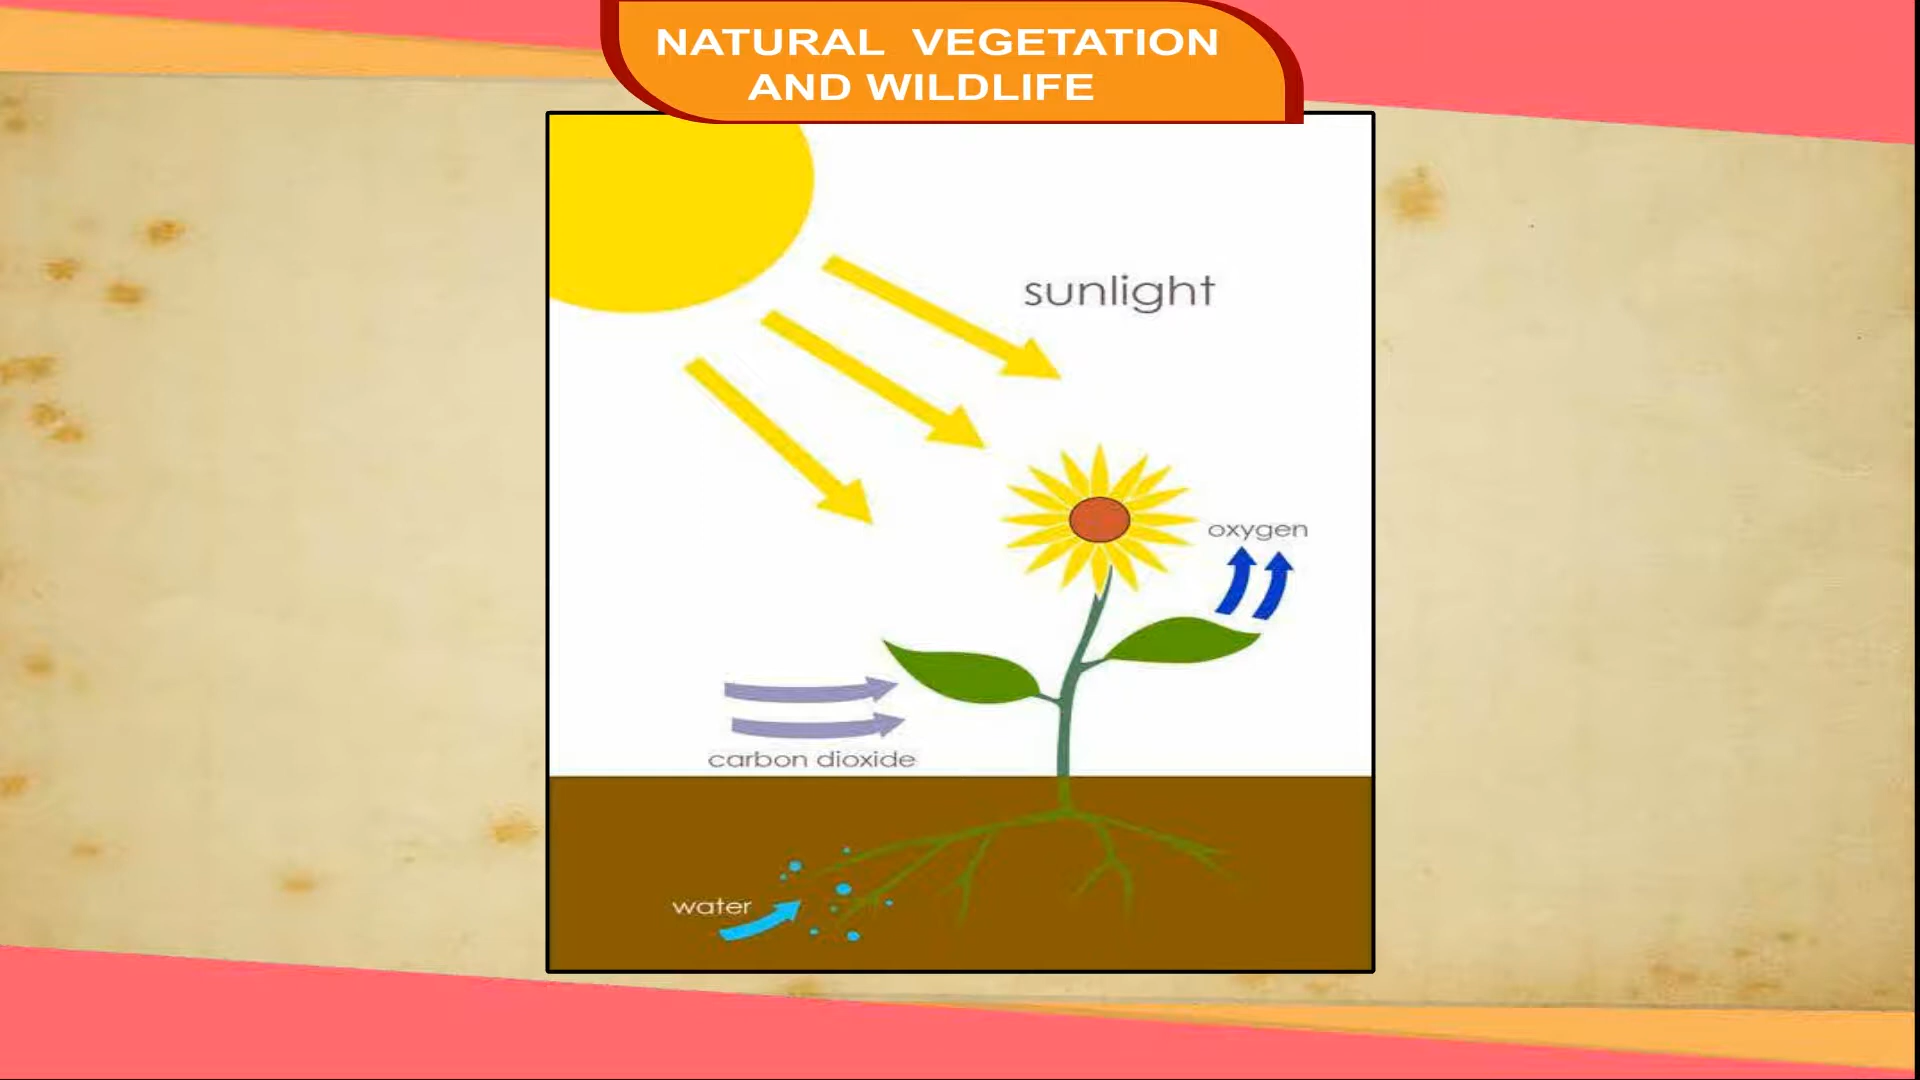 NATURAL VEGETATION
AND WILDLIFE
sunlight
oxygen
carbon dioxide
water